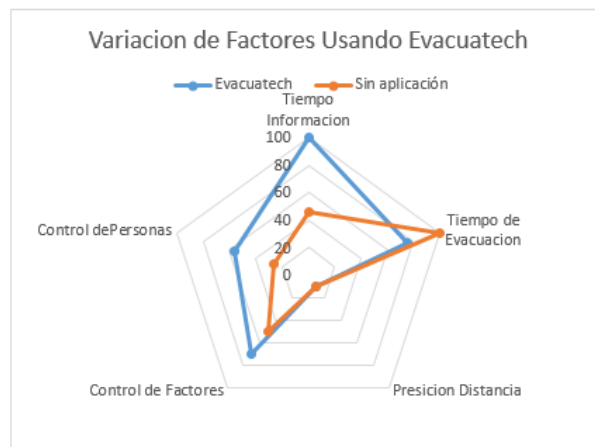 Variacion de Factores Usando Evacuatech
Evacuatech
Sin aplicación
Tiempo
Informacion
100
80
60
40
20
0
Tiempo de
Evacuacion
Presicion Distancia
Control de Factores
Control dePersonas